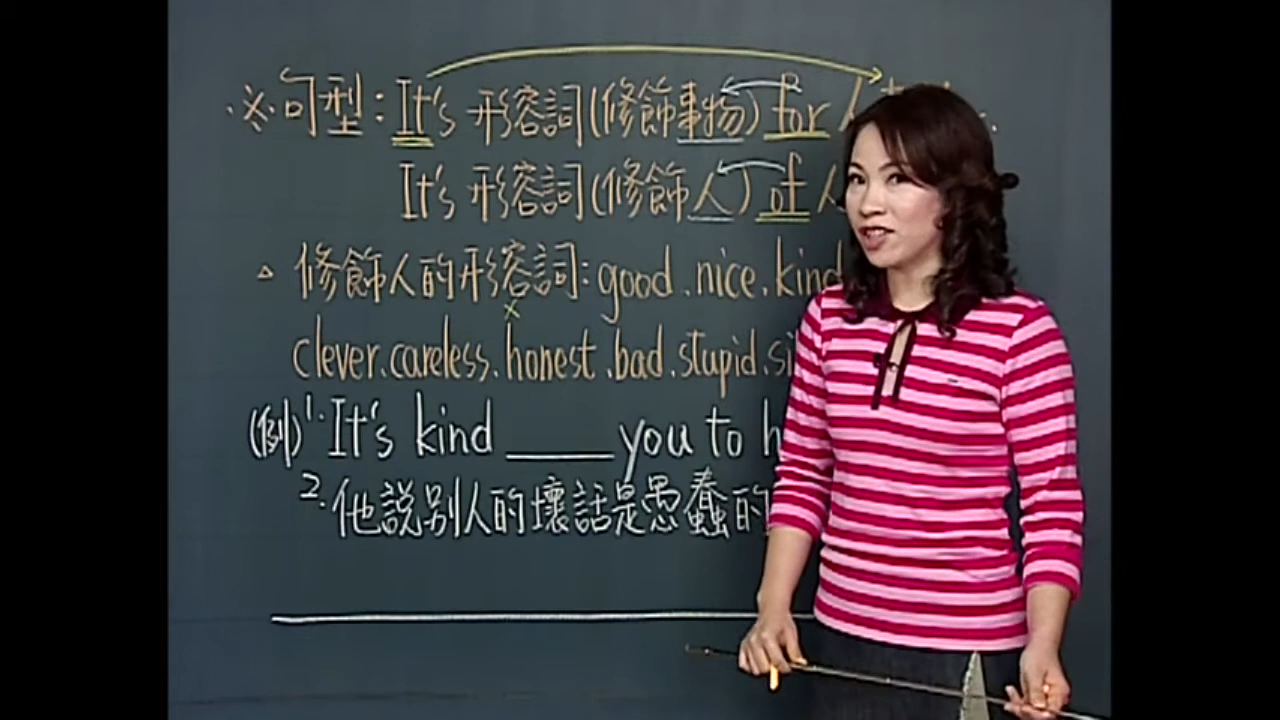 ※句型:It's 形容詞(修飾事物) for 人
It's 形容詞(修飾人) of 人
△ 修飾人的形容詞:good.nice.kind
clever.careless.honest.bad.stupid.
(例)1.It's kind ____ you to
2.他說別人的壞話是愚蠢的